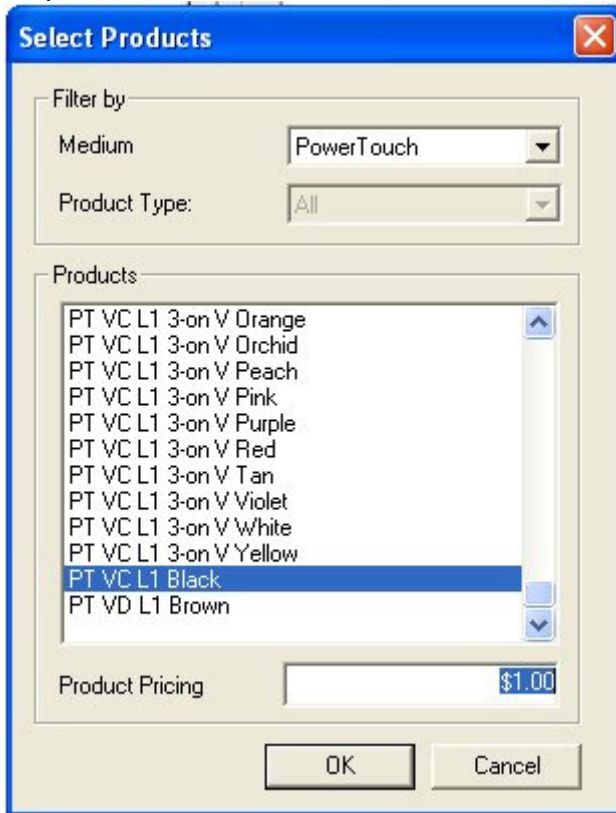 Select Products
Filter by
Medium PowerTouch
Product Type: All
Products
PT VC L1 3-on V Orange
PT VC L1 3-on V Orchid
PT VC L1 3-on V Peach
PT VC L1 3-on V Pink
PT VC L1 3-on V Purple
PT VC L1 3-on V Red
PT VC L1 3-on V Tan
PT VC L1 3-on V Violet
PT VC L1 3-on V White
PT VC L1 3-on V Yellow
PT VC L1 Black
PT VD L1 Brown
Product Pricing $1.00
OK Cancel